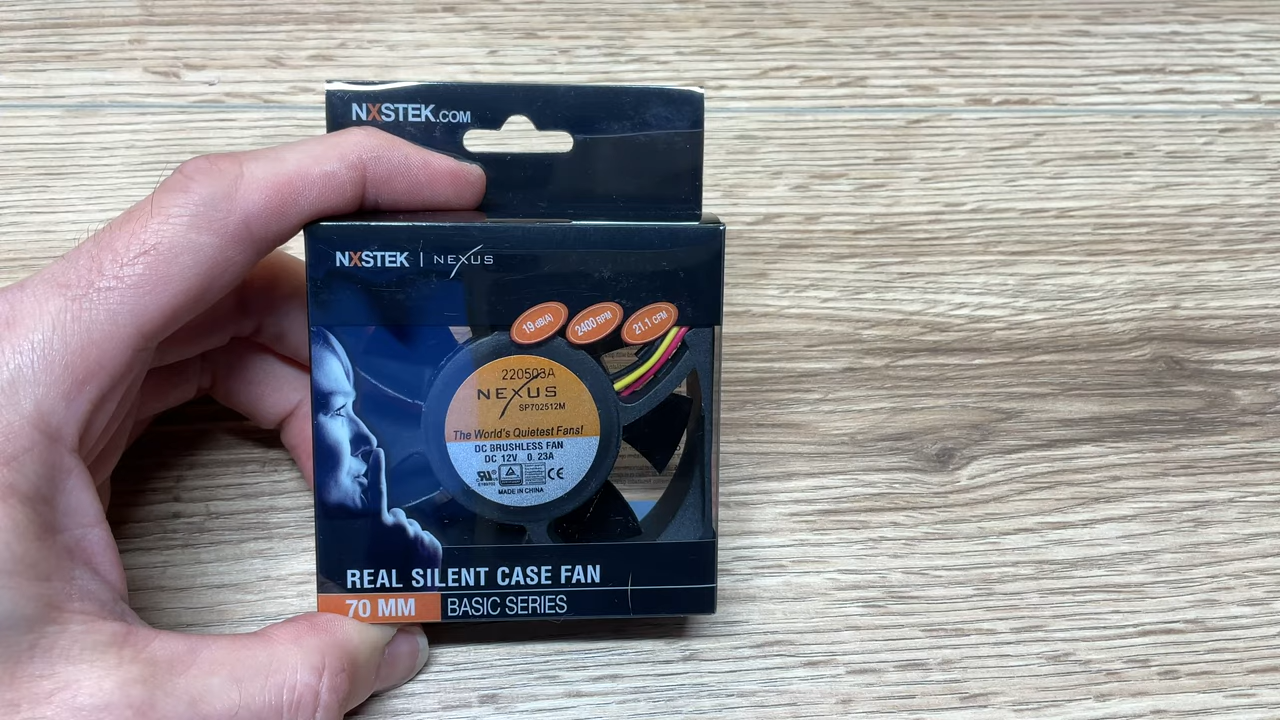 NXSTEK.COM
NXSTEK | NEXUS
19 dB(A)
2400 RPM
21.1 CFM
220503A
NEXUS
SP702512M
The World's Quietest Fans!
DC BRUSHLESS FAN
DC 12V 0.23A
CE
MADE IN CHINA
REAL SILENT CASE FAN
70 MM BASIC SERIES